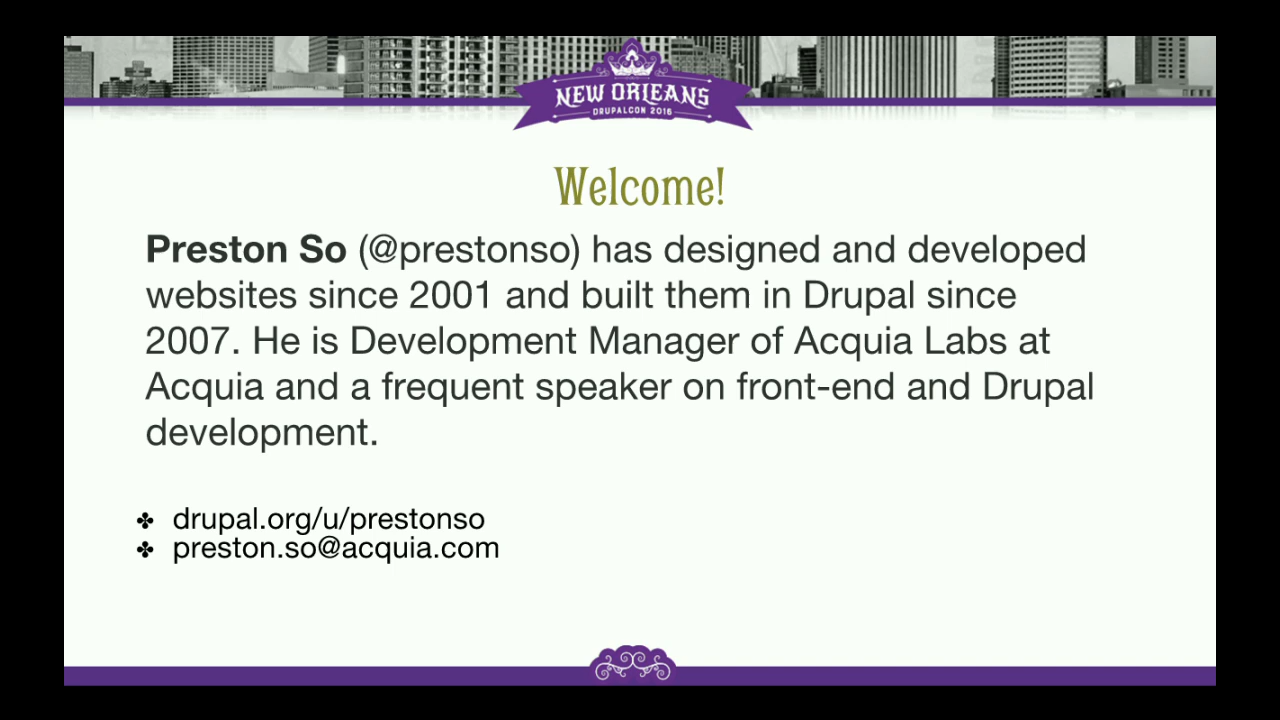 NEW ORLEANS
DRUPALCON 2016
Welcome!
Preston So (@prestonso) has designed and developed
websites since 2001 and built them in Drupal since
2007. He is Development Manager of Acquia Labs at
Acquia and a frequent speaker on front-end and Drupal
development.
✤ drupal.org/u/prestonso
✤ preston.so@acquia.com